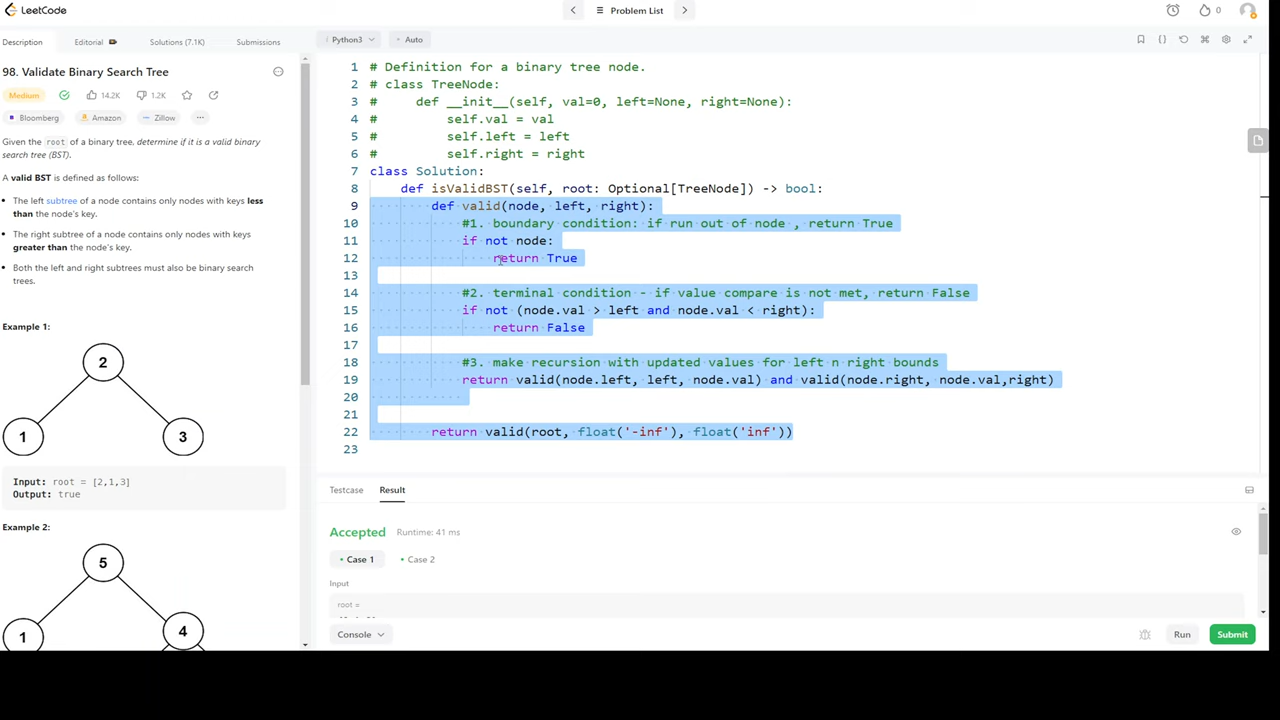 LeetCode
Problem List
0
Description
Editorial
Solutions (7.1K)
Submissions
Python3
Auto
98. Validate Binary Search Tree
Medium
14.2K
1.2K
Bloomberg
Amazon
Zillow
Given the root of a binary tree, determine if it is a valid binary
search tree (BST).
A valid BST is defined as follows:
The left subtree of a node contains only nodes with keys less
than the node's key.
The right subtree of a node contains only nodes with keys
greater than the node's key.
Both the left and right subtrees must also be binary search
trees.
Example 1:
2
1
3
Input: root = [2,1,3]
Output: true
Example 2:
5
1
4
1 # Definition for a binary tree node.
2 # class TreeNode:
3 #     def __init__(self, val=0, left=None, right=None):
4 #         self.val = val
5 #         self.left = left
6 #         self.right = right
7 class Solution:
8     def isValidBST(self, root: Optional[TreeNode]) -> bool:
9         def valid(node, left, right):
10             #1. boundary condition: if run out of node , return True
11             if not node:
12                 return True
13
14             #2. terminal condition - if value compare is not met, return False
15             if not (node.val > left and node.val < right):
16                 return False
17
18             #3. make recursion with updated values for left n right bounds
19             return valid(node.left, left, node.val) and valid(node.right, node.val,right)
20
21
22         return valid(root, float('-inf'), float('inf'))
23
Testcase
Result
Accepted
Runtime: 41 ms
Case 1
Case 2
Input
root =
Console
Run
Submit